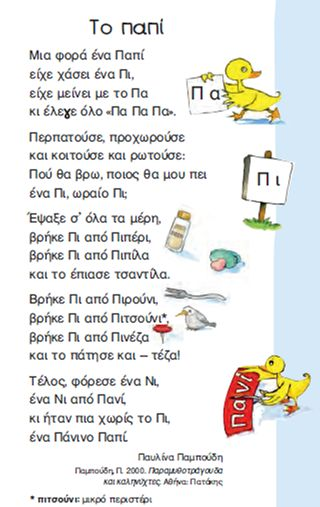 Το παπί
Μια φορά ένα Παπί
είχε χάσει ένα Πι,
είχε μείνει με το Πα
κι έλεγε όλο «Πα Πα Πα».
Πα
Περπατούσε, προχωρούσε
και κοιτούσε και ρωτούσε:
Πού θα βρω, ποιος θα μου πει
ένα Πι, ωραίο Πι;
Πι
Έψαξε σ' όλα τα μέρη,
βρήκε Πι από Πιπέρι,
βρήκε Πι από Πιπίλα
και το έπιασε τσαντίλα.
Βρήκε Πι από Πιρούνι,
βρήκε Πι από Πιτσούνι*,
βρήκε Πι από Πινέζα
και το πάτησε και – τέζα!
Τέλος, φόρεσε ένα Νι,
ένα Νι από Πανί,
κι ήταν πια χωρίς το Πι,
ένα Πάνινο Παπί.
πανί
Παυλίνα Παμπούδη
Παμπούδη, Π. 2000. Παραμυθοτράγουδα
και καληνύχτες. Αθήνα: Πατάκης
* πιτσούνι: μικρό περιστέρι